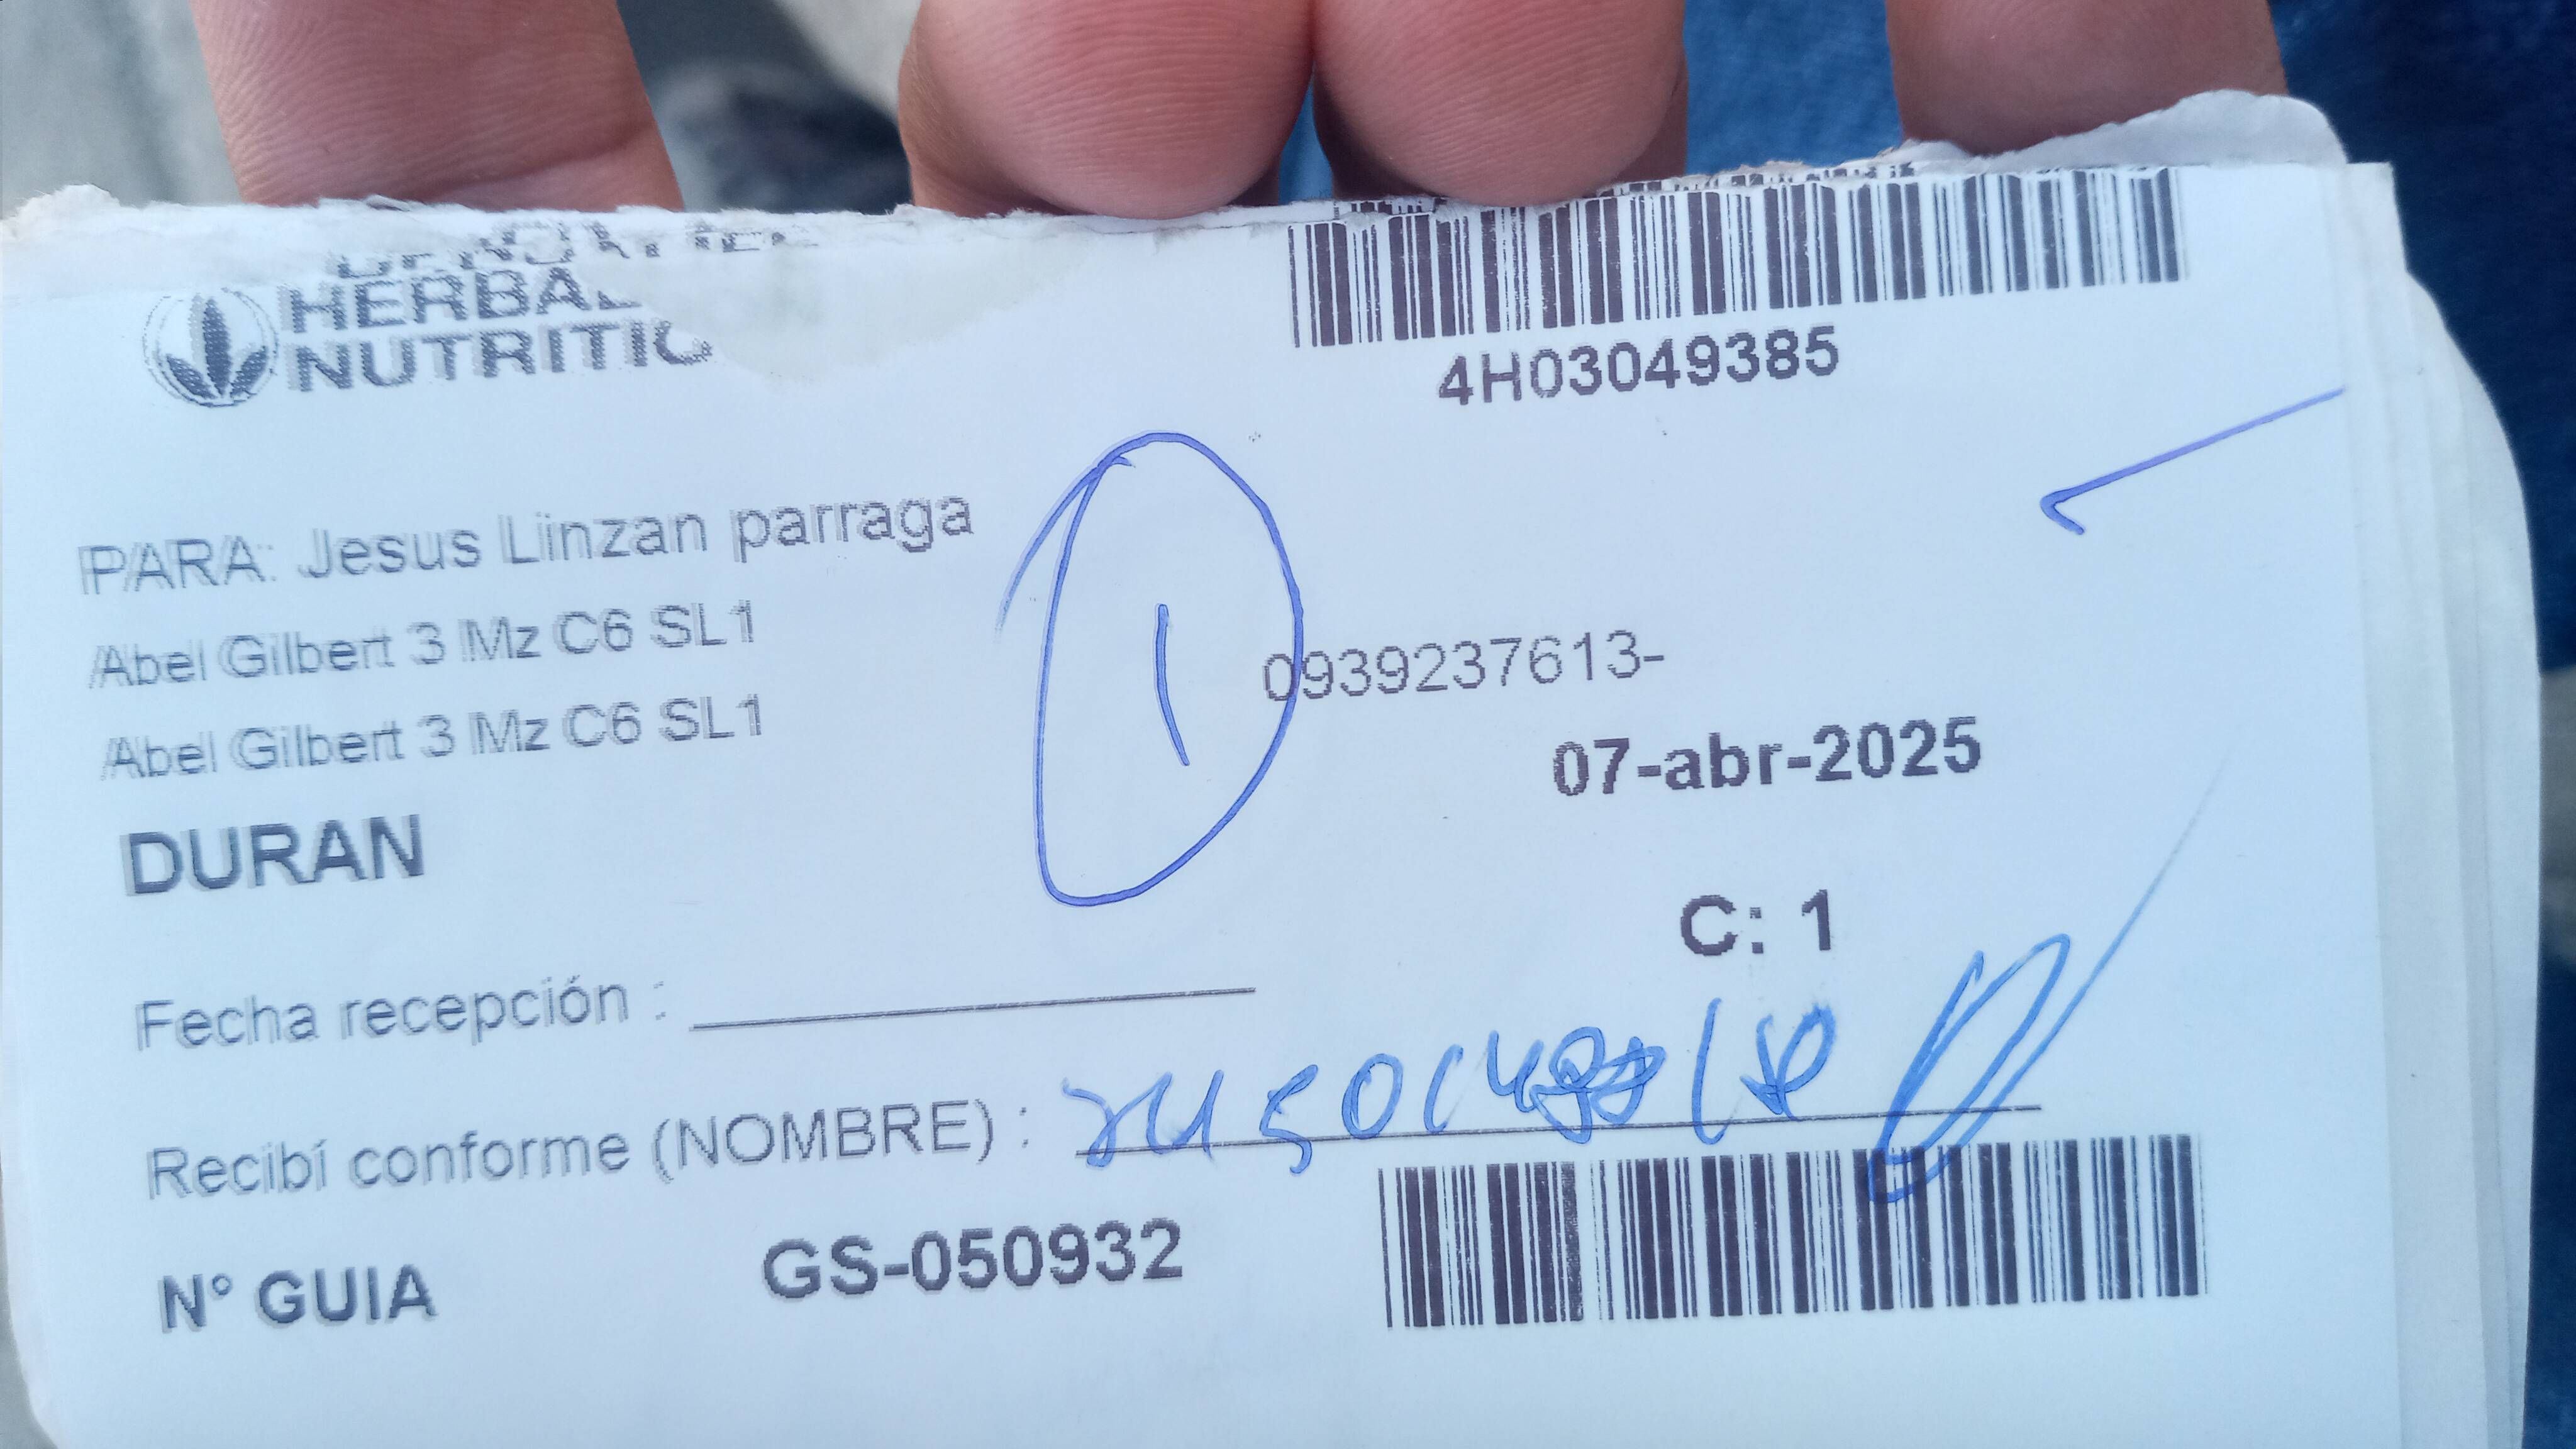 HERBAL
NUTRITIO
4H03049385
PARA: Jesus Linzan parraga
Abel Gilbert 3 Mz C6 SL1
0939237613-
Abel Gilbert 3 Mz C6 SL1
07-abr-2025
DURAN
C: 1
1
Fecha recepción :
Recibí conforme (NOMBRE) :
N° GUIA GS-050932